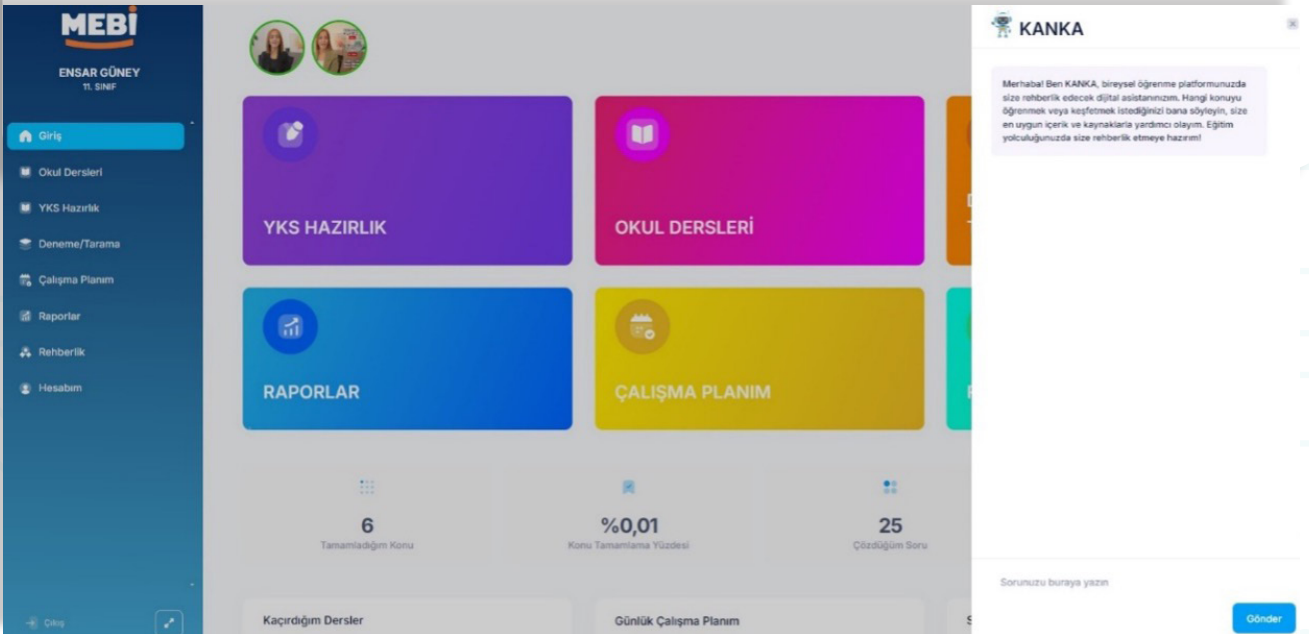 MEBİ
ENSAR GÜNEY
11. SINIF
Giriş
Okul Dersleri
YKS Hazırlık
Deneme/Tarama
Çalışma Planım
Raporlar
Rehberlik
Hesabım
Çıkış
YKS HAZIRLIK
OKUL DERSLERİ
RAPORLAR
ÇALIŞMA PLANIM
6
Tamamladığım Konu
%0,01
Konu Tamamlama Yüzdesi
25
Çözdüğüm Soru
Kaçırdığım Dersler
Günlük Çalışma Planım
KANKA
Merhaba! Ben KANKA, bireysel öğrenme platformunuzda
size rehberlik edecek dijital asistanınızım. Hangi konuyu
öğrenmek veya keşfetmek istediğinizi bana söyleyin, size
en uygun içerik ve kaynaklarla yardımcı olayım. Eğitim
yolculuğunuzda size rehberlik etmeye hazırım!
Sorunuzu buraya yazın
Gönder